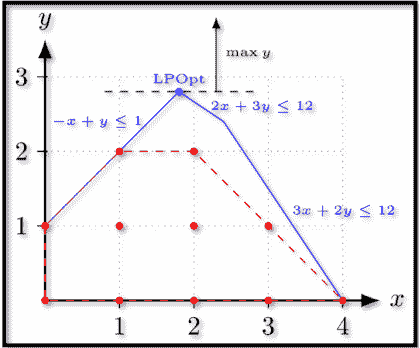 y
max y
3
LPOpt
2x + 3y ≤ 12
−x + y ≤ 1
2
3x + 2y ≤ 12
1
x
1 2 3 4